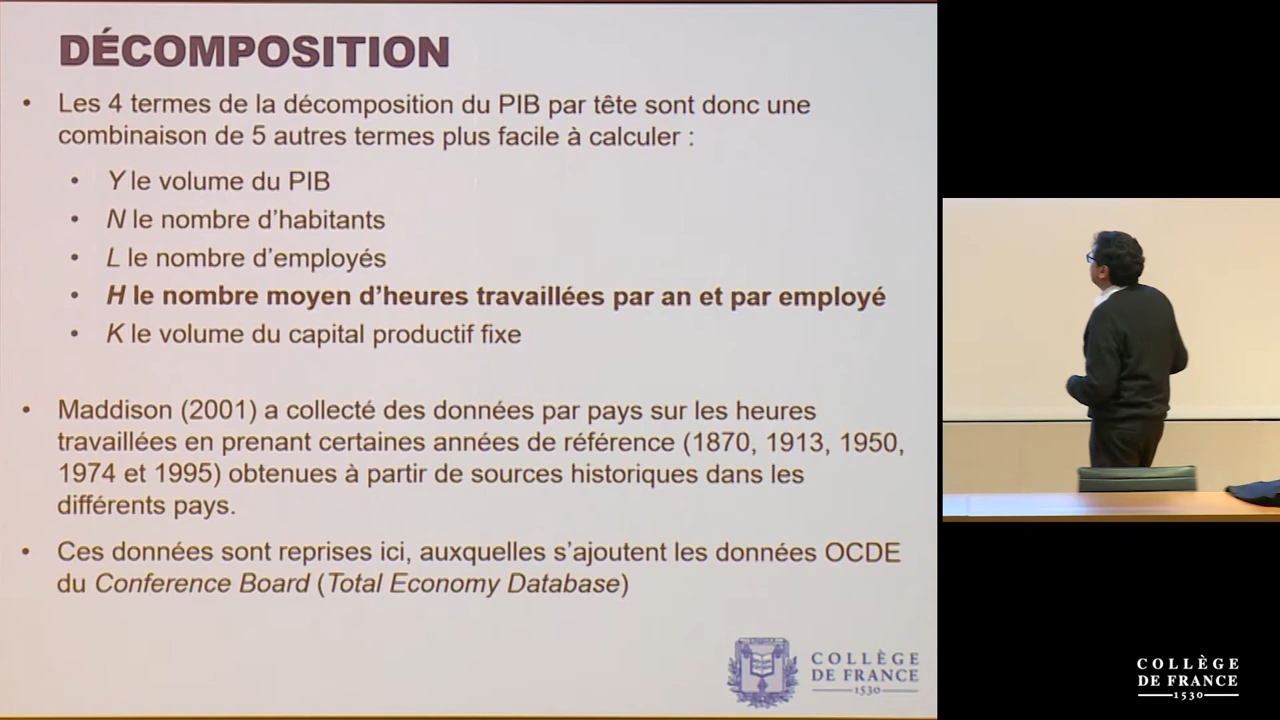 DÉCOMPOSITION
• Les 4 termes de la décomposition du PIB par tête sont donc une
combinaison de 5 autres termes plus facile à calculer :
• Y le volume du PIB
• N le nombre d’habitants
• L le nombre d’employés
• H le nombre moyen d’heures travaillées par an et par employé
• K le volume du capital productif fixe
• Maddison (2001) a collecté des données par pays sur les heures
travaillées en prenant certaines années de référence (1870, 1913, 1950,
1974 et 1995) obtenues à partir de sources historiques dans les
différents pays.
• Ces données sont reprises ici, auxquelles s’ajoutent les données OCDE
du Conference Board (Total Economy Database)
COLLÈGE
DE FRANCE
1530
COLLÈGE
DE FRANCE
1530